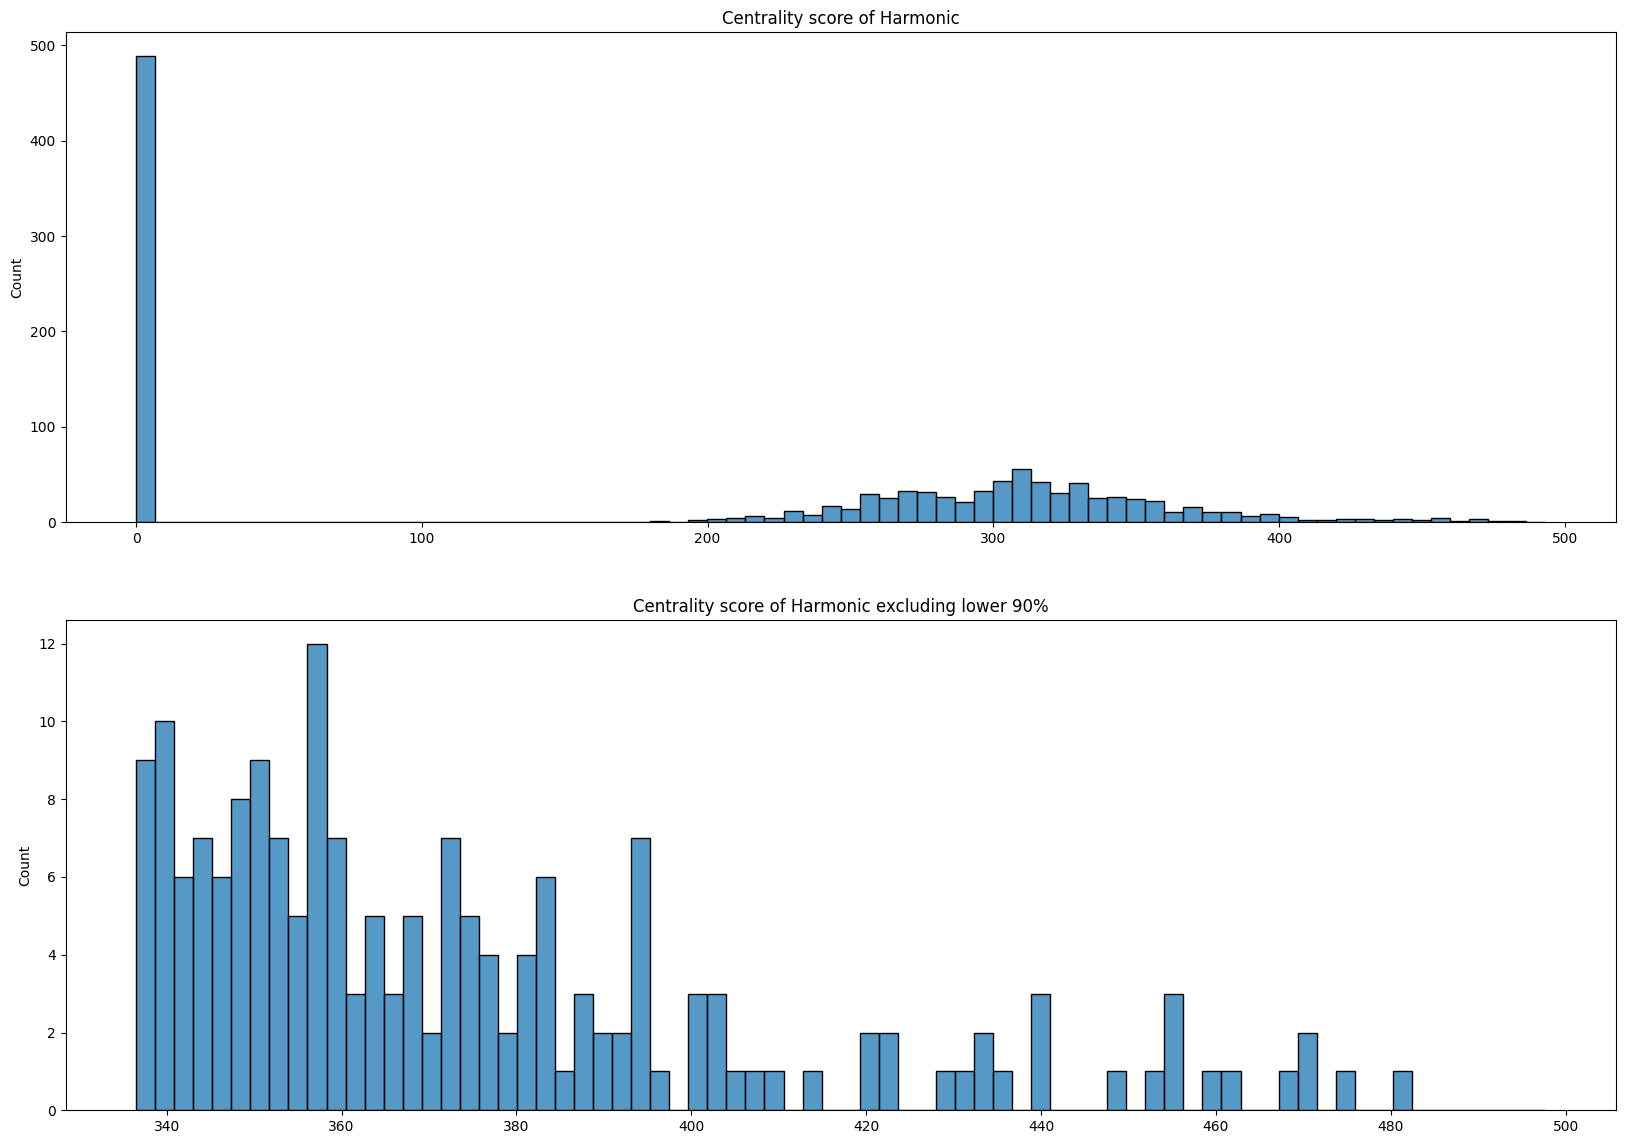 Centrality score of Harmonic
500
400
300
200
100
0
Count
0 100 200 300 400 500
Centrality score of Harmonic excluding lower 90%
12
10
8
6
4
2
0
Count
340 360 380 400 420 440 460 480 500